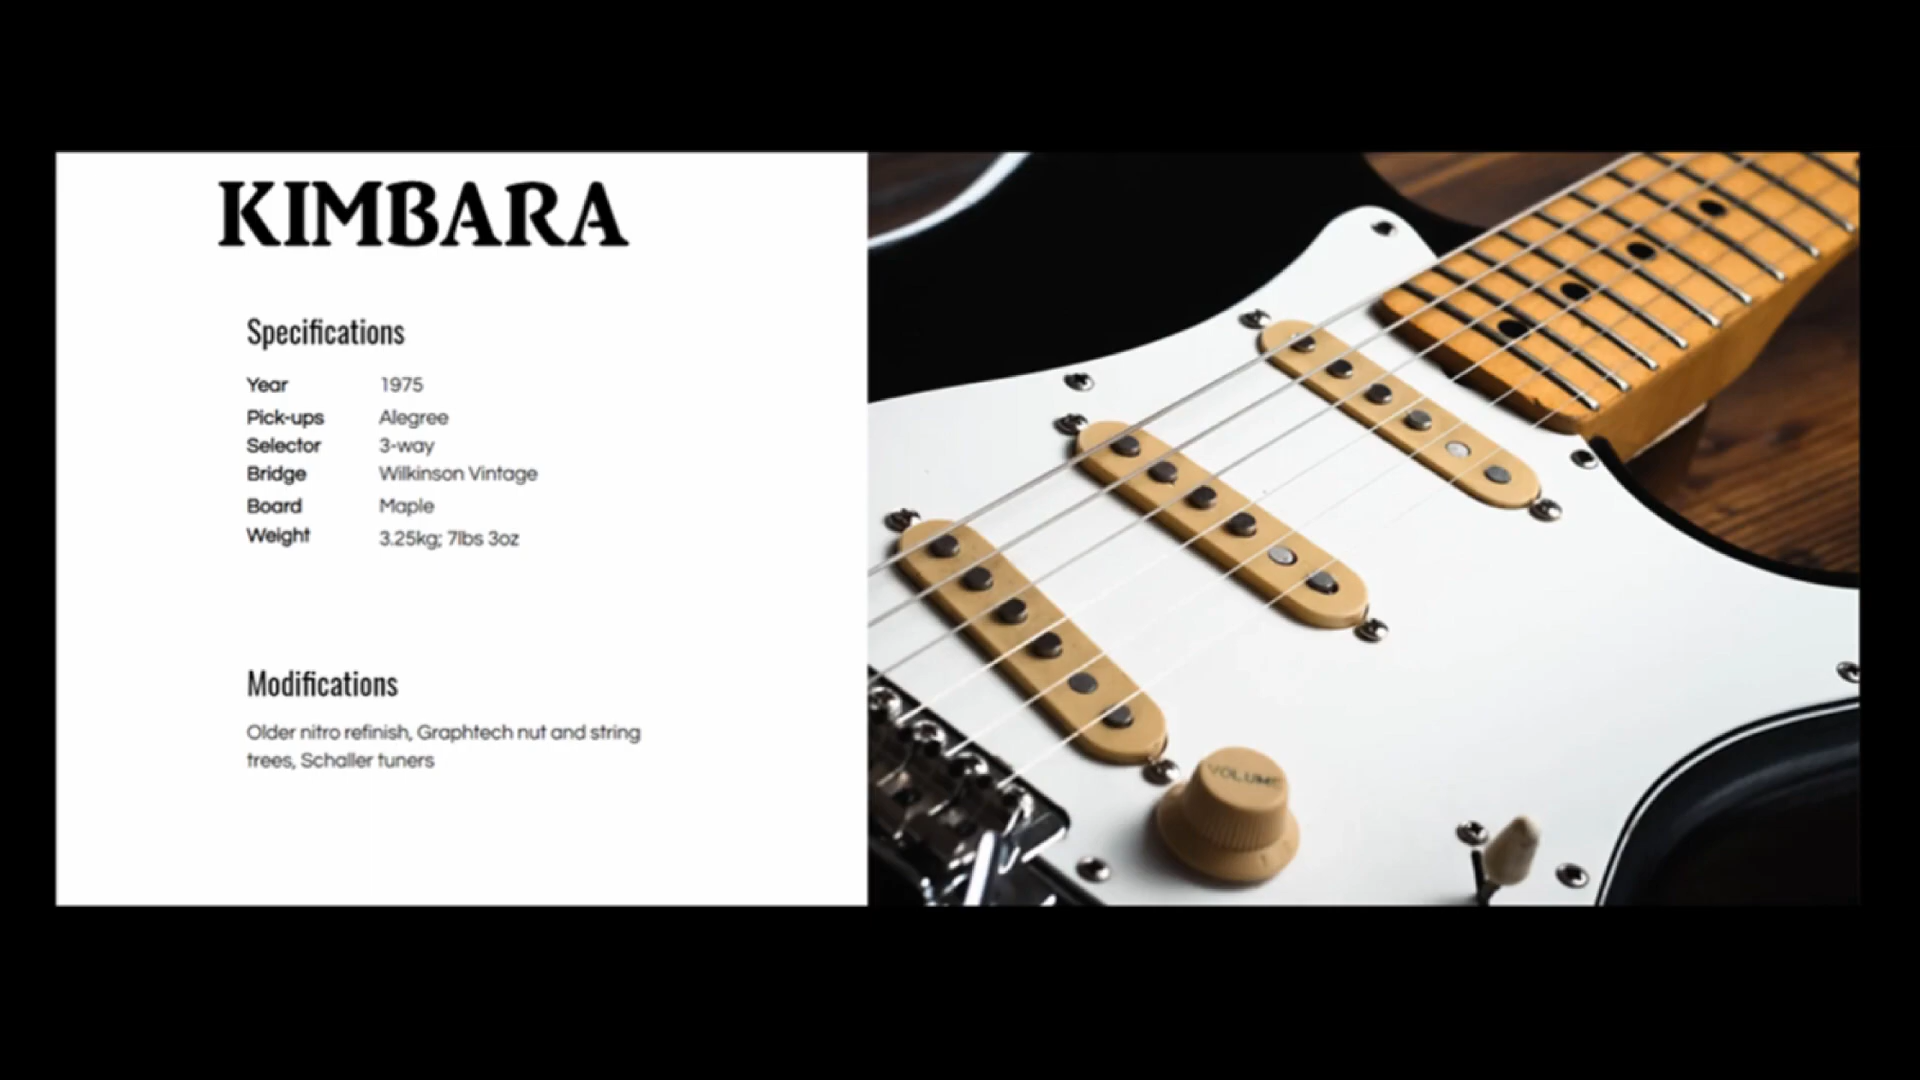 KIMBARA
Specifications
Year 1975
Pick-ups Alegree
Selector 3-way
Bridge Wilkinson Vintage
Board Maple
Weight 3.25kg; 7lbs 3oz
Modifications
Older nitro refinish, Graphtech nut and string
trees, Schaller tuners
VOLUME